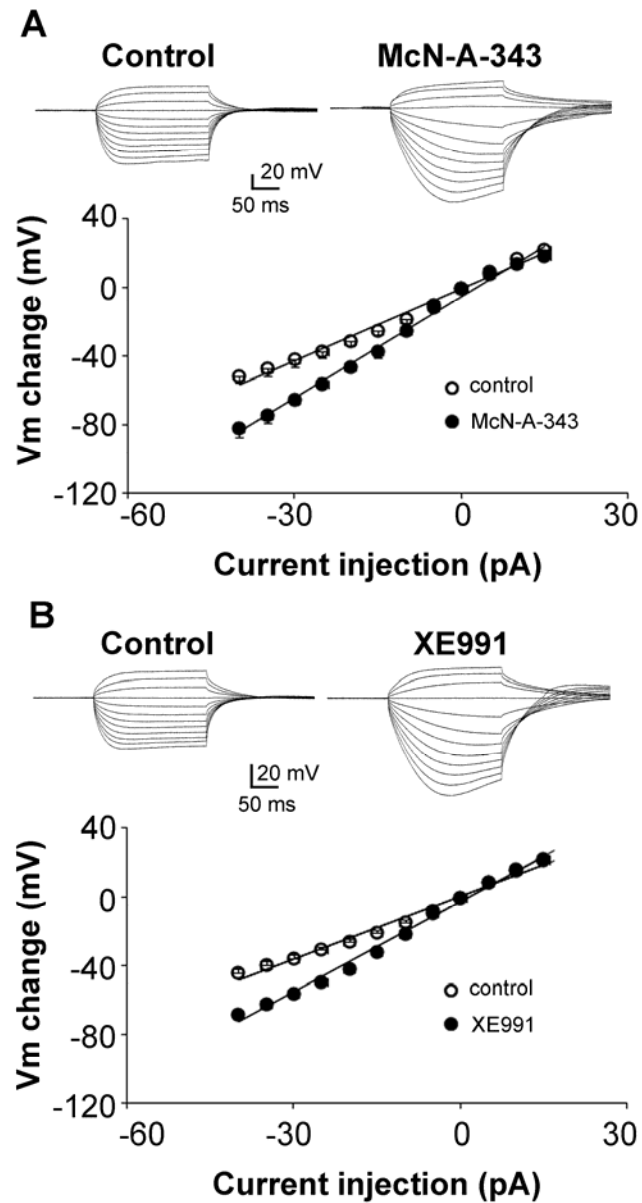 A
Control McN-A-343
20 mV
50 ms
40
0
-40
-80
-120
Vm change (mV)
control
McN-A-343
-60 -30 0 30
Current injection (pA)
B
Control XE991
20 mV
50 ms
40
0
-40
-80
-120
Vm change (mV)
control
XE991
-60 -30 0 30
Current injection (pA)